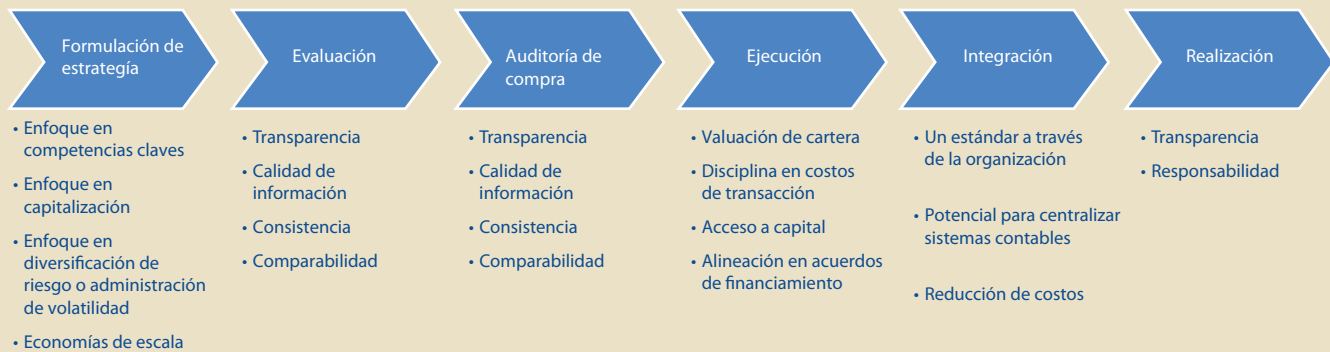 Formulación de
estrategía
Evaluación
Auditoría de
compra
Ejecución
Integración
Realización
• Enfoque en
competencias claves
• Enfoque en
capitalización
• Enfoque en
diversificación de
riesgo o administración
de volatilidad
• Economías de escala
• Transparencia
• Calidad de
información
• Consistencia
• Comparabilidad
• Transparencia
• Calidad de
información
• Consistencia
• Comparabilidad
• Valuación de cartera
• Disciplina en costos
de transacción
• Acceso a capital
• Alineación en acuerdos
de financiamiento
• Un estándar a través
de la organización
• Potencial para centralizar
sistemas contables
• Reducción de costos
• Transparencia
• Responsabilidad